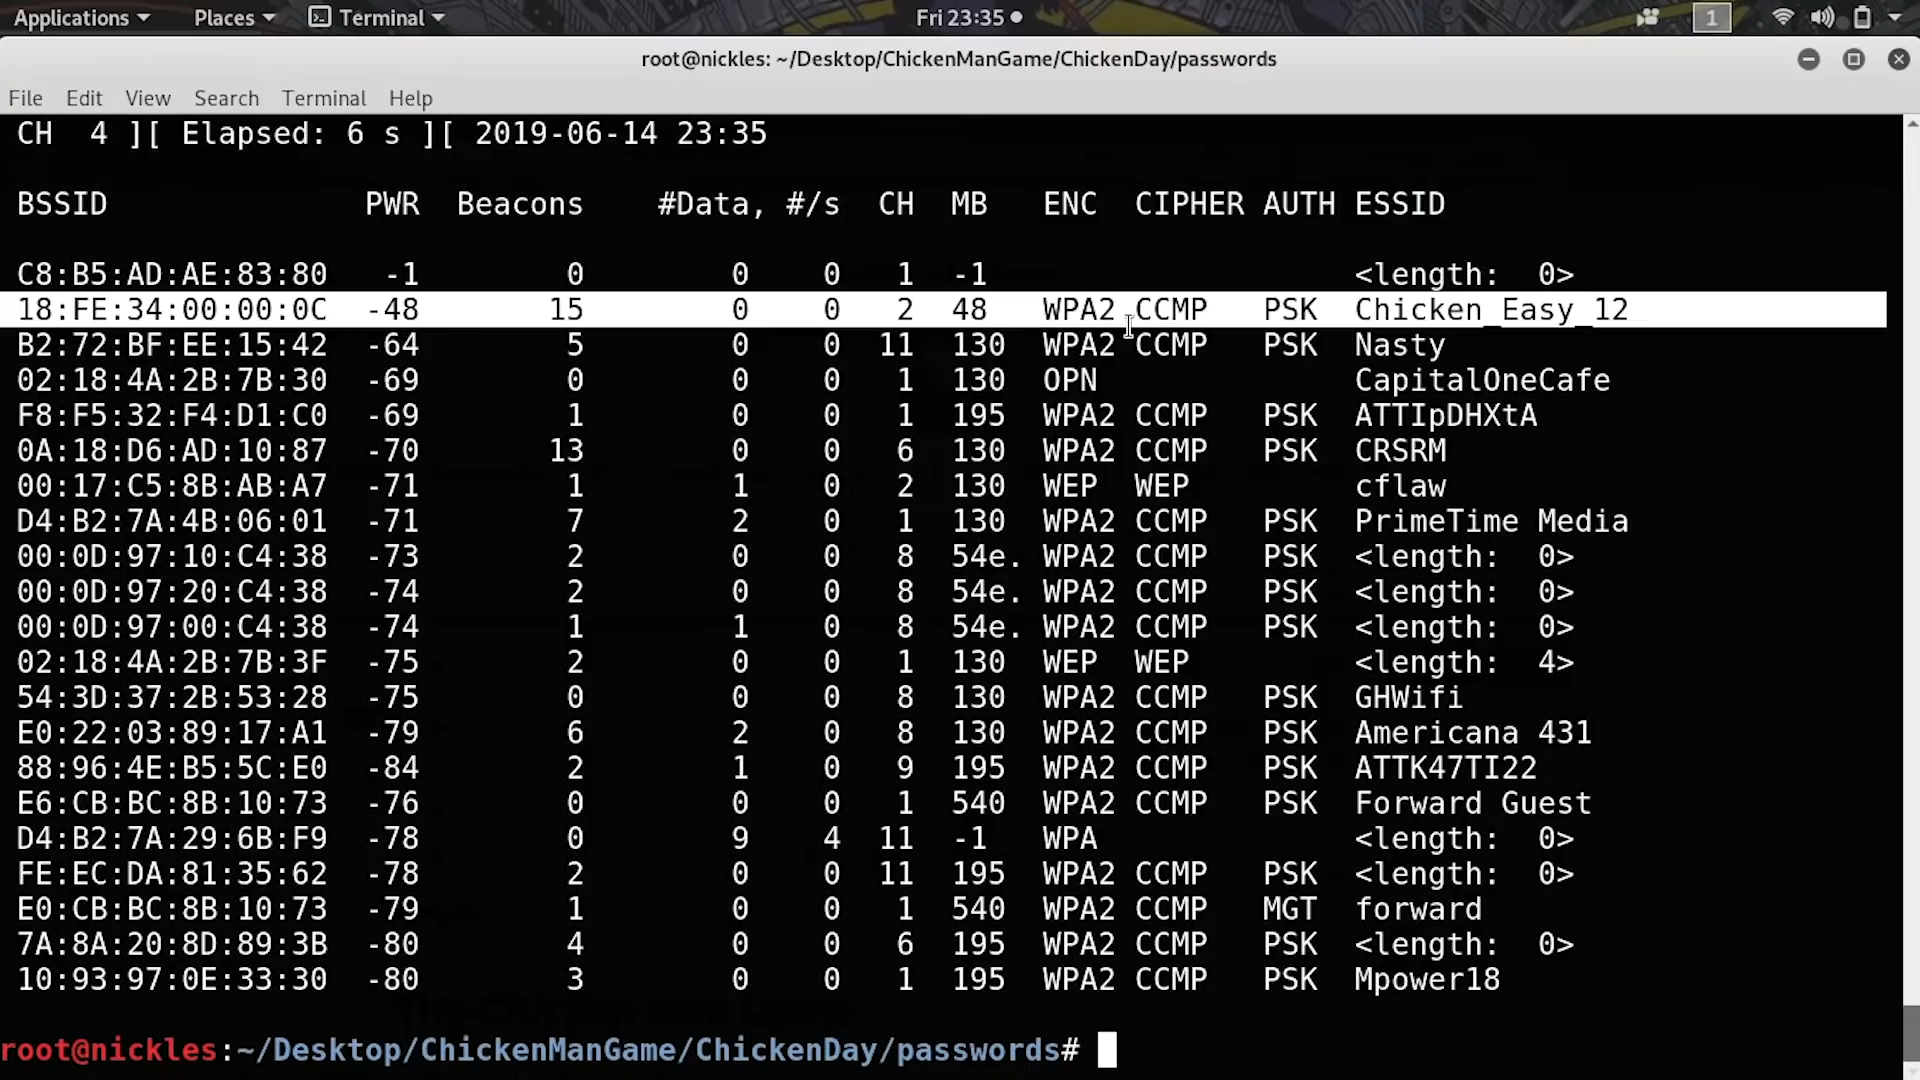 Applications Places Terminal Fri 23:35 1
root@nickles: ~/Desktop/ChickenManGame/ChickenDay/passwords
File Edit View Search Terminal Help
CH  4 ][ Elapsed: 6 s ][ 2019-06-14 23:35
BSSID PWR Beacons #Data, #/s CH MB ENC CIPHER AUTH ESSID
C8:B5:AD:AE:83:80 -1 0 0 0 1 -1 <length:  0>
18:FE:34:00:00:0C -48 15 0 0 2 48 WPA2 CCMP PSK Chicken_Easy_12
B2:72:BF:EE:15:42 -64 5 0 0 11 130 WPA2 CCMP PSK Nasty
02:18:4A:2B:7B:30 -69 0 0 0 1 130 OPN CapitalOneCafe
F8:F5:32:F4:D1:C0 -69 1 0 0 1 195 WPA2 CCMP PSK ATTIpDHXtA
0A:18:D6:AD:10:87 -70 13 0 0 6 130 WPA2 CCMP PSK CRSRM
00:17:C5:8B:AB:A7 -71 1 1 0 2 130 WEP WEP cflaw
D4:B2:7A:4B:06:01 -71 7 2 0 1 130 WPA2 CCMP PSK PrimeTime Media
00:0D:97:10:C4:38 -73 2 0 0 8 54e. WPA2 CCMP PSK <length:  0>
00:0D:97:20:C4:38 -74 2 0 0 8 54e. WPA2 CCMP PSK <length:  0>
00:0D:97:00:C4:38 -74 1 1 0 8 54e. WPA2 CCMP PSK <length:  0>
02:18:4A:2B:7B:3F -75 2 0 0 1 130 WEP WEP <length:  4>
54:3D:37:2B:53:28 -75 0 0 0 8 130 WPA2 CCMP PSK GHWifi
E0:22:03:89:17:A1 -79 6 2 0 8 130 WPA2 CCMP PSK Americana 431
88:96:4E:B5:5C:E0 -84 2 1 0 9 195 WPA2 CCMP PSK ATTK47TI22
E6:CB:BC:8B:10:73 -76 0 0 0 1 540 WPA2 CCMP PSK Forward Guest
D4:B2:7A:29:6B:F9 -78 0 9 4 11 -1 WPA <length:  0>
FE:EC:DA:81:35:62 -78 2 0 0 11 195 WPA2 CCMP PSK <length:  0>
E0:CB:BC:8B:10:73 -79 1 0 0 1 540 WPA2 CCMP MGT forward
7A:8A:20:8D:89:3B -80 4 0 0 6 195 WPA2 CCMP PSK <length:  0>
10:93:97:0E:33:30 -80 3 0 0 1 195 WPA2 CCMP PSK Mpower18
root@nickles:~/Desktop/ChickenManGame/ChickenDay/passwords#